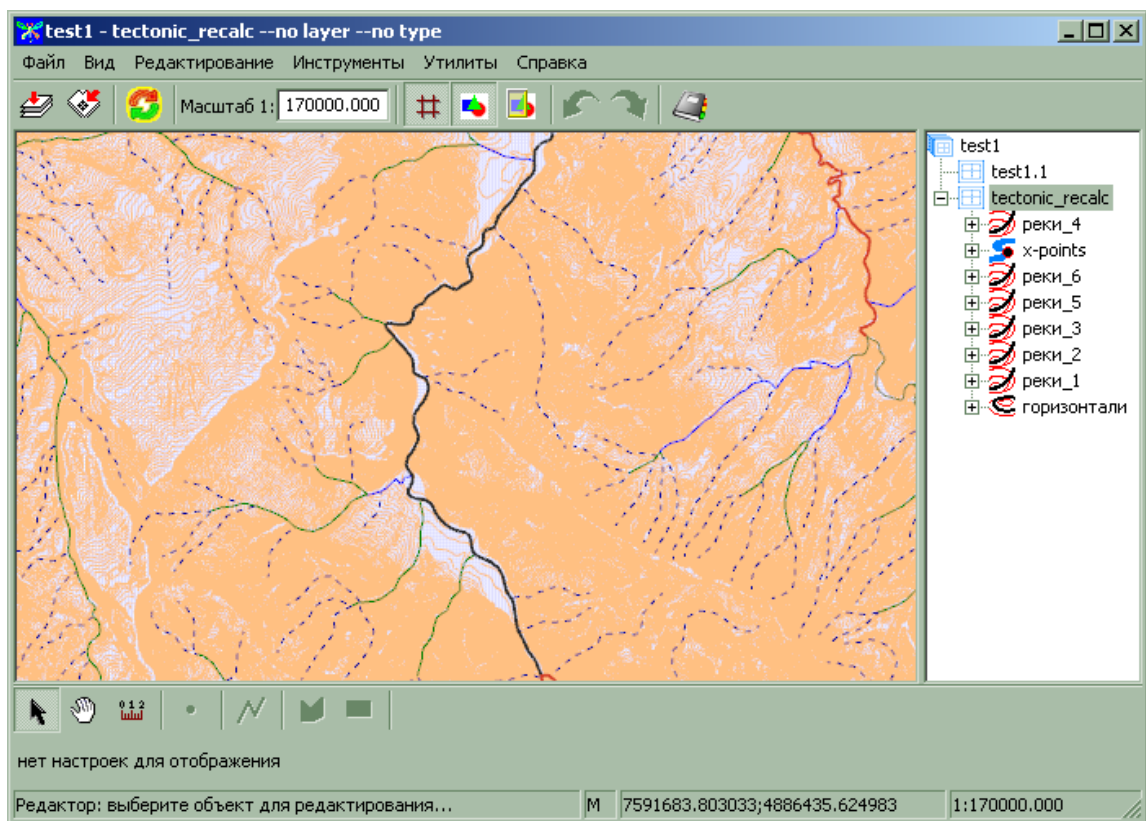 test1 - tectonic_recalc --no layer --no type
Файл Вид Редактирование Инструменты Утилиты Справка
Масштаб 1: 170000.000
test1
test1.1
tectonic_recalc
реки_4
x-points
реки_6
реки_5
реки_3
реки_2
реки_1
горизонтали
0 1 2
нет настроек для отображения
Редактор: выберите объект для редактирования... M 7591683.803033;4886435.624983 1:170000.000